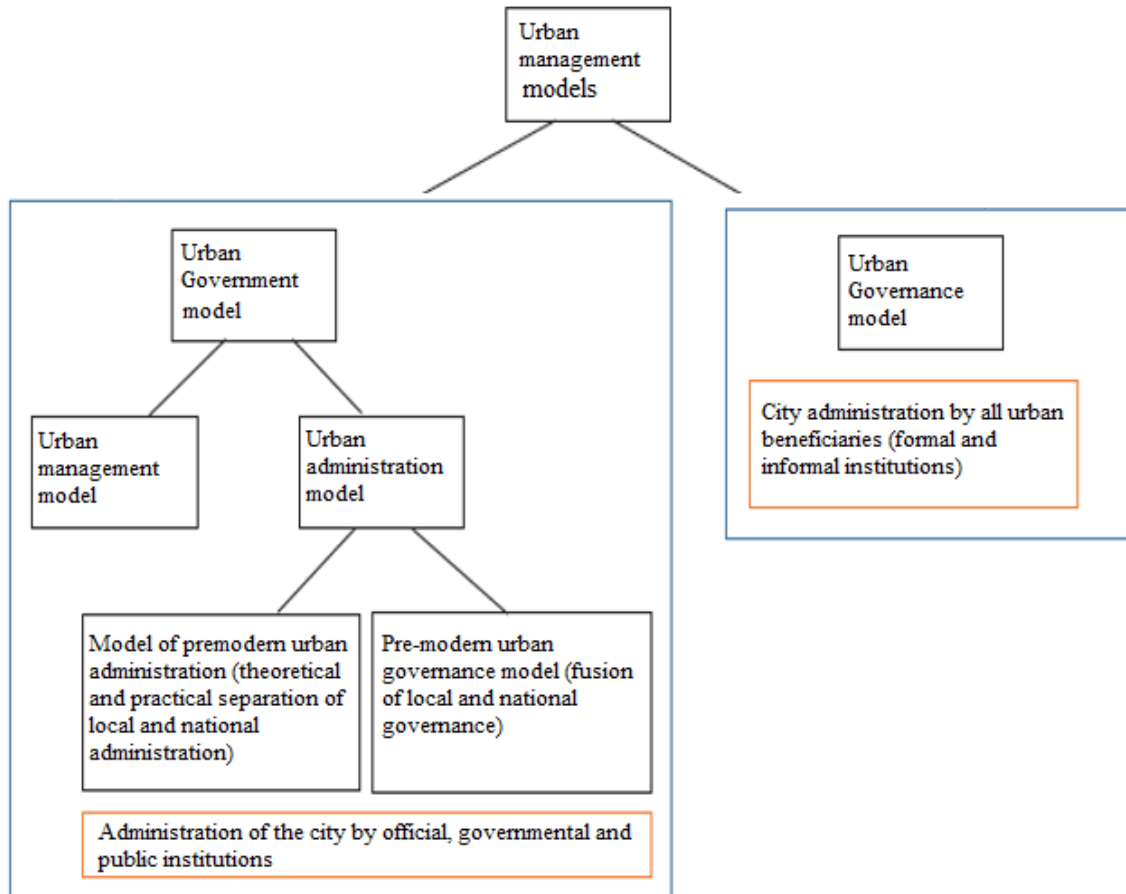 Urban
management
models
Urban
Government
model
Urban
Governance
model
Urban
management
model
Urban
administration
model
City administration by all urban
beneficiaries (formal and
informal institutions)
Model of premodern urban
administration (theoretical
and practical separation of
local and national
administration)
Pre-modern urban
governance model (fusion
of local and national
governance)
Administration of the city by official, governmental and
public institutions